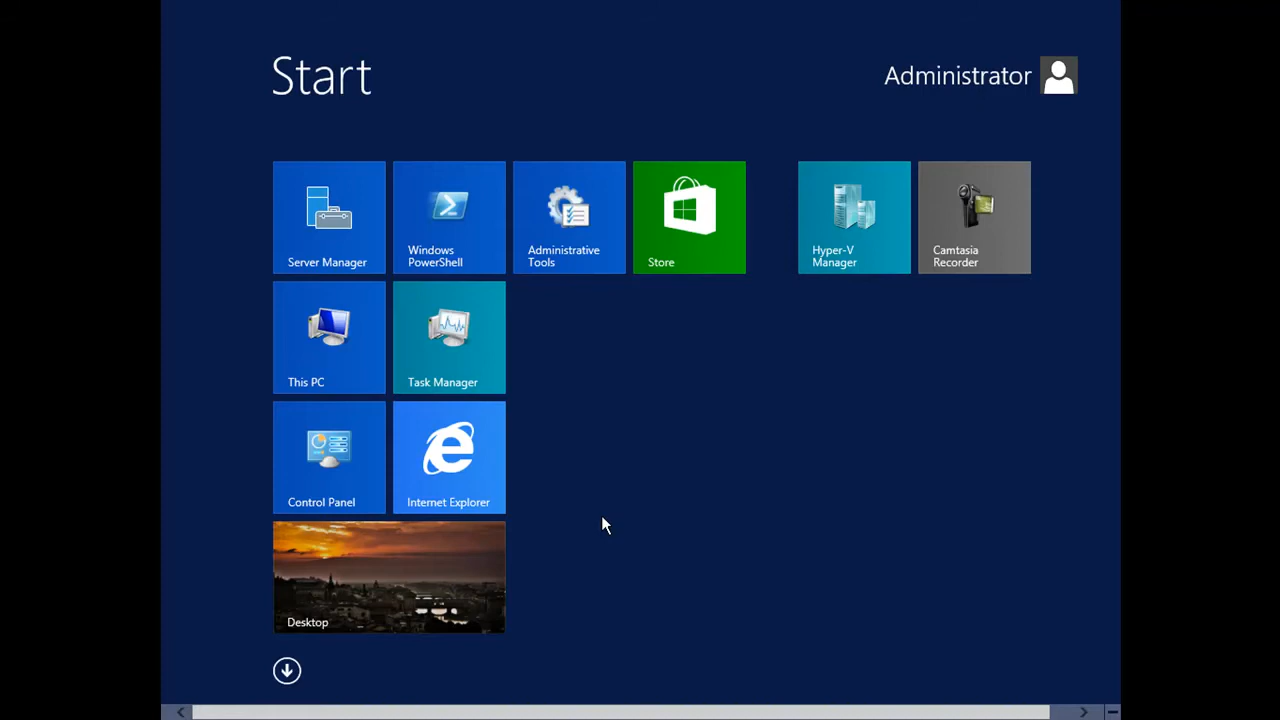 Start
Administrator
Server Manager
Windows
PowerShell
Administrative
Tools
Store
Hyper-V
Manager
Camtasia
Recorder
This PC
Task Manager
Control Panel
Internet Explorer
Desktop